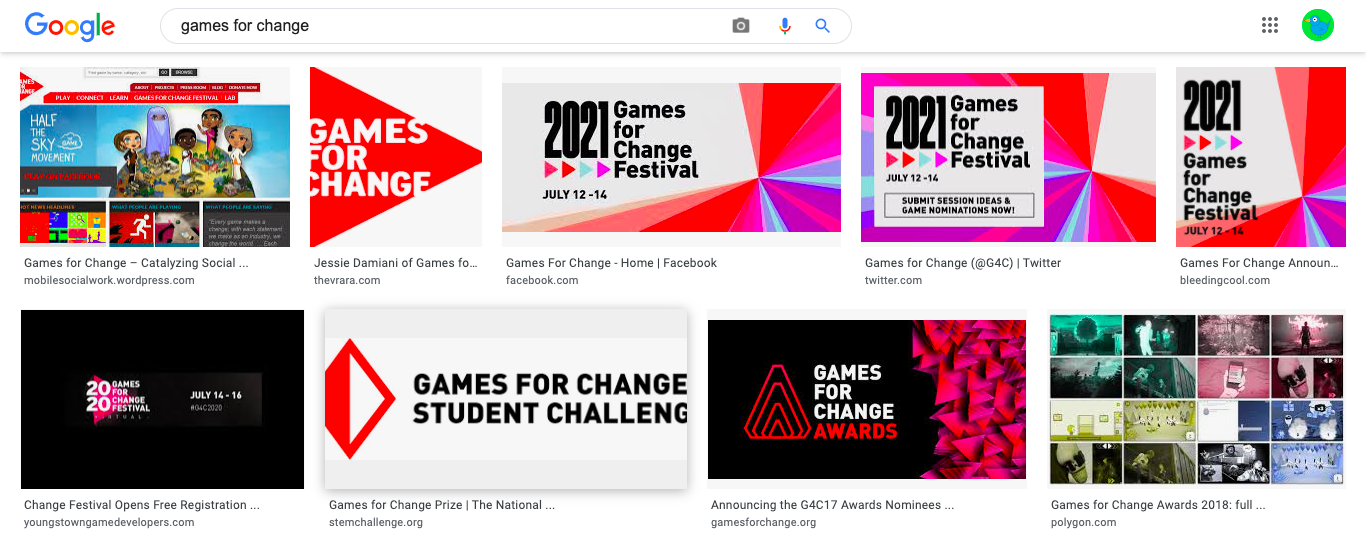 Google
games for change
GO
BROWSE
ABOUT
PROJECTS
PRESS ROOM
BLOG
DONATE NOW
GAMES
FOR
CHANGE
PLAY
CONNECT
LEARN
GAMES FOR CHANGE FESTIVAL
LAB
HALF
THE
SKY
MOVEMENT
THE GAME
PLAY ON FACEBOOK
HOT NEWS HEADLINES
WHAT PEOPLE ARE PLAYING
WHAT PEOPLE ARE SAYING
"Every game makes a
change; with each statement
we make as an industry, we
change the world ... Each
Games for Change – Catalyzing Social ...
mobilesocialwork.wordpress.com
GAMES
FOR
CHANGE
Jessie Damiani of Games fo...
thevrara.com
2021
Games
for
Change
Festival
JULY 12 -14
Games For Change - Home | Facebook
facebook.com
2021
Games
for
Change
Festival
JULY 12 -14
SUBMIT SESSION IDEAS &
GAME NOMINATIONS NOW!
Games for Change (@G4C) | Twitter
twitter.com
2021
Games
for
Change
Festival
JULY 12 -14
Games For Change Announ...
bleedingcool.com
2020
GAMES
FOR
CHANGE
FESTIVAL
VIRTUAL
JULY 14 - 16
#G4C2020
Change Festival Opens Free Registration ...
youngstowngamedevelopers.com
GAMES FOR CHANGE
STUDENT CHALLENG
Games for Change Prize | The National ...
stemchallenge.org
GAMES
FOR
CHANGE
AWARDS
Announcing the G4C17 Awards Nominees ...
gamesforchange.org
x3
Games for Change Awards 2018: full ...
polygon.com